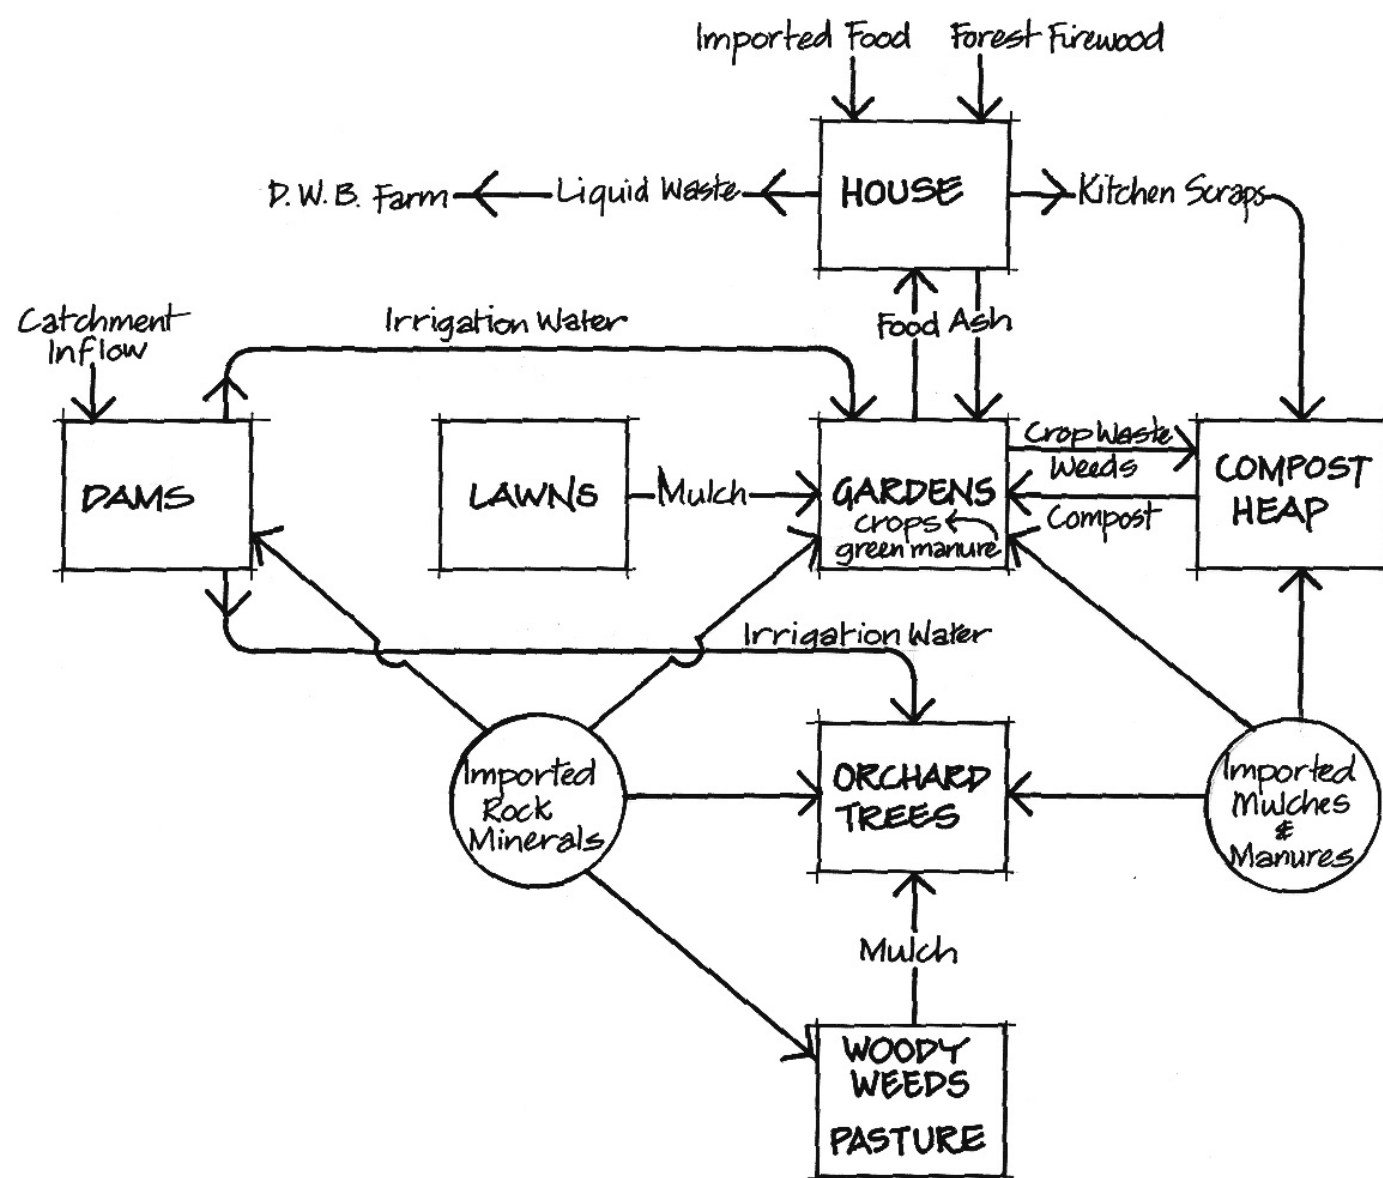 Imported Food
Forest Firewood
D.W.B. Farm
Liquid Waste
HOUSE
Kitchen Scraps
Catchment
Inflow
Irrigation Water
Food
Ash
DAMS
LAWNS
Mulch
GARDENS
crops
green manure
Crop Waste
Weeds
Compost
COMPOST
HEAP
Irrigation Water
Imported
Rock
Minerals
ORCHARD
TREES
Imported
Mulches
&
Manures
Mulch
WOODY
WEEDS
PASTURE